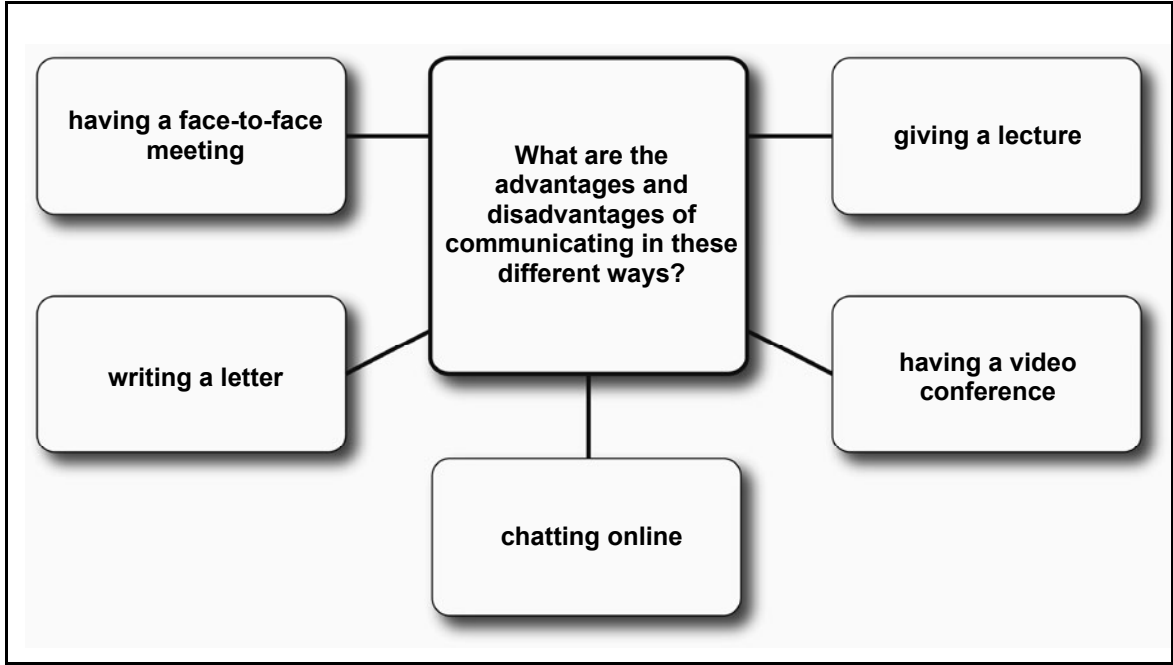 having a face-to-face
meeting
What are the
advantages and
disadvantages of
communicating in these
different ways?
giving a lecture
writing a letter
having a video
conference
chatting online